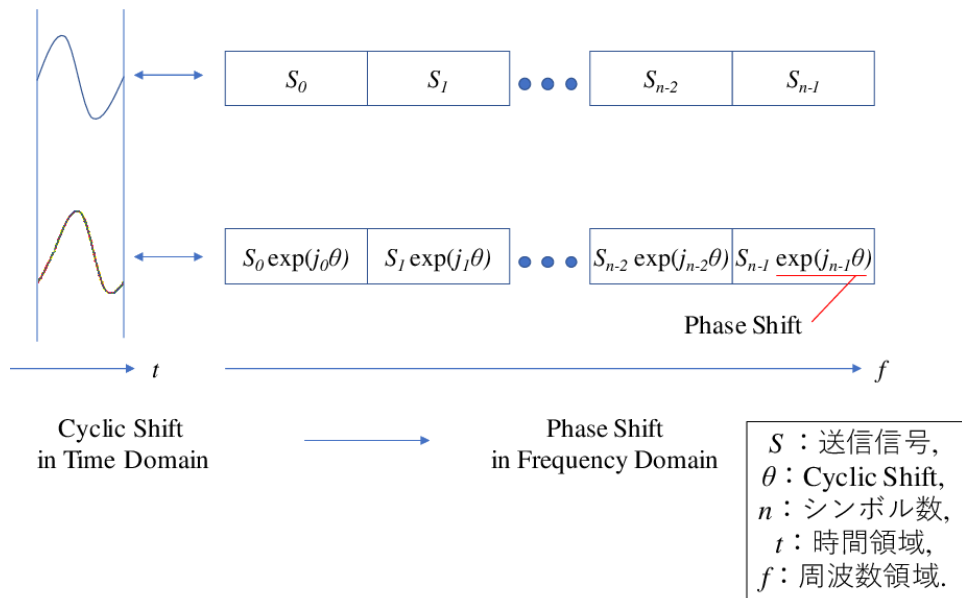 S₀ S₁ ••• Sₙ₋₂ Sₙ₋₁
S₀ exp(j₀θ) S₁ exp(j₁θ) ••• Sₙ₋₂ exp(jₙ₋₂θ) Sₙ₋₁ exp(jₙ₋₁θ)
Phase Shift
t
f
Cyclic Shift
in Time Domain
Phase Shift
in Frequency Domain
S：送信信号,
θ：Cyclic Shift,
n：シンボル数,
t：時間領域,
f：周波数領域.